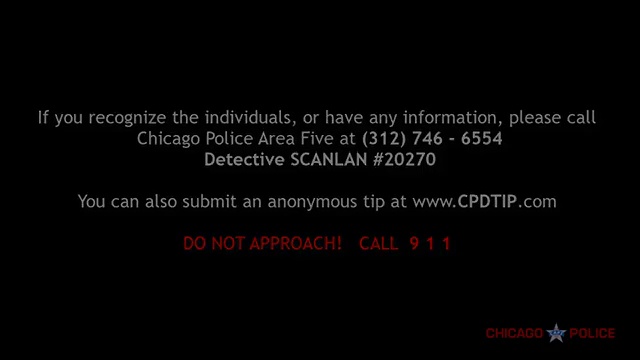 If you recognize the individuals, or have any information, please call
Chicago Police Area Five at (312) 746 - 6554
Detective SCANLAN #20270
You can also submit an anonymous tip at www.CPDTIP.com
DO NOT APPROACH! CALL 9 1 1
CHICAGO POLICE